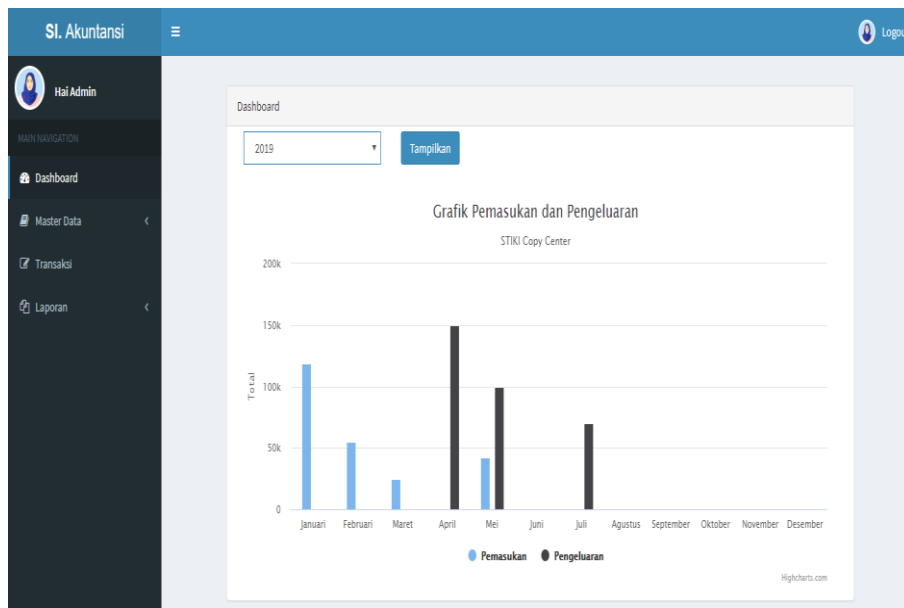 SI. Akuntansi
Logou
Hai Admin
MAIN NAVIGATION
Dashboard
Master Data
Transaksi
Laporan
Dashboard
2019
Tampilkan
Grafik Pemasukan dan Pengeluaran
STIKI Copy Center
200k
150k
100k
50k
0
Total
Januari Februari Maret April Mei Juni Juli Agustus September Oktober November Desember
Pemasukan Pengeluaran
Highcharts.com